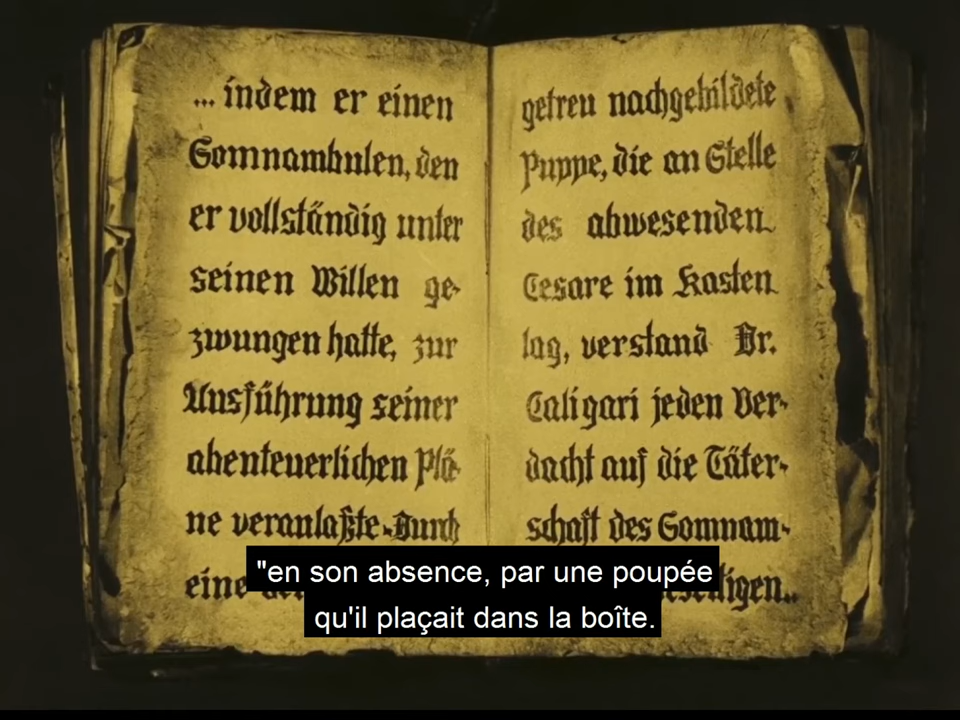 ... indem er einen
Somnambulen, den
er vollständig unter
seinen Willen ge-
zwungen hatte, zur
Ausführung seiner
abenteuerlichen Plä-
ne veranlaßte. Durch
eine
getreu nachgebildete
Puppe, die an Stelle
des abwesenden
Cesare im Kasten
lag, verstand Dr.
Caligari jeden Ver-
dacht auf die Täter-
schaft des Somnam-
"en son absence, par une poupée
qu'il plaçait dans la boîte.